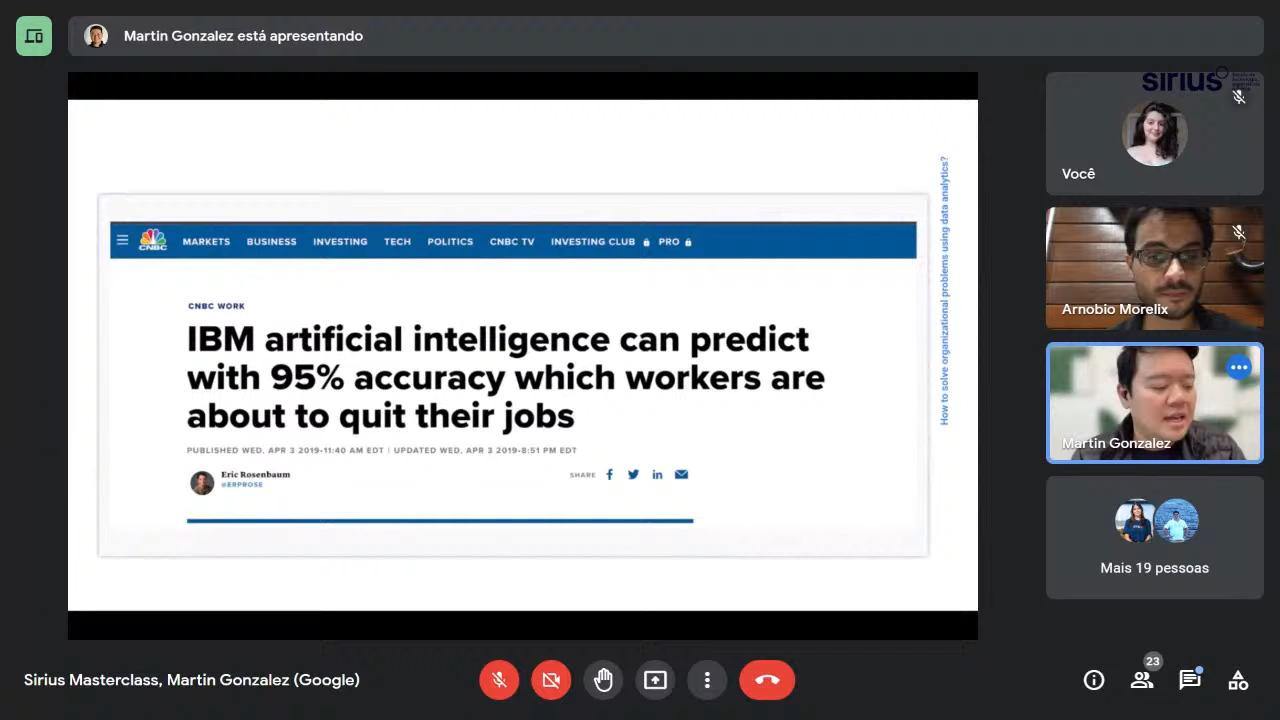 Martin Gonzalez está apresentando
CNBC
MARKETS BUSINESS INVESTING TECH POLITICS CNBC TV INVESTING CLUB PRO
CNBC WORK
IBM artificial intelligence can predict
with 95% accuracy which workers are
about to quit their jobs
PUBLISHED WED, APR 3 2019•11:40 AM EDT | UPDATED WED, APR 3 2019•8:51 PM EDT
Eric Rosenbaum
@ERPROSE
SHARE
How to solve organizational problems using data analytics?
sirius
Você
Arnobio Morelix
Martin Gonzalez
Mais 19 pessoas
Sirius Masterclass, Martin Gonzalez (Google)
23